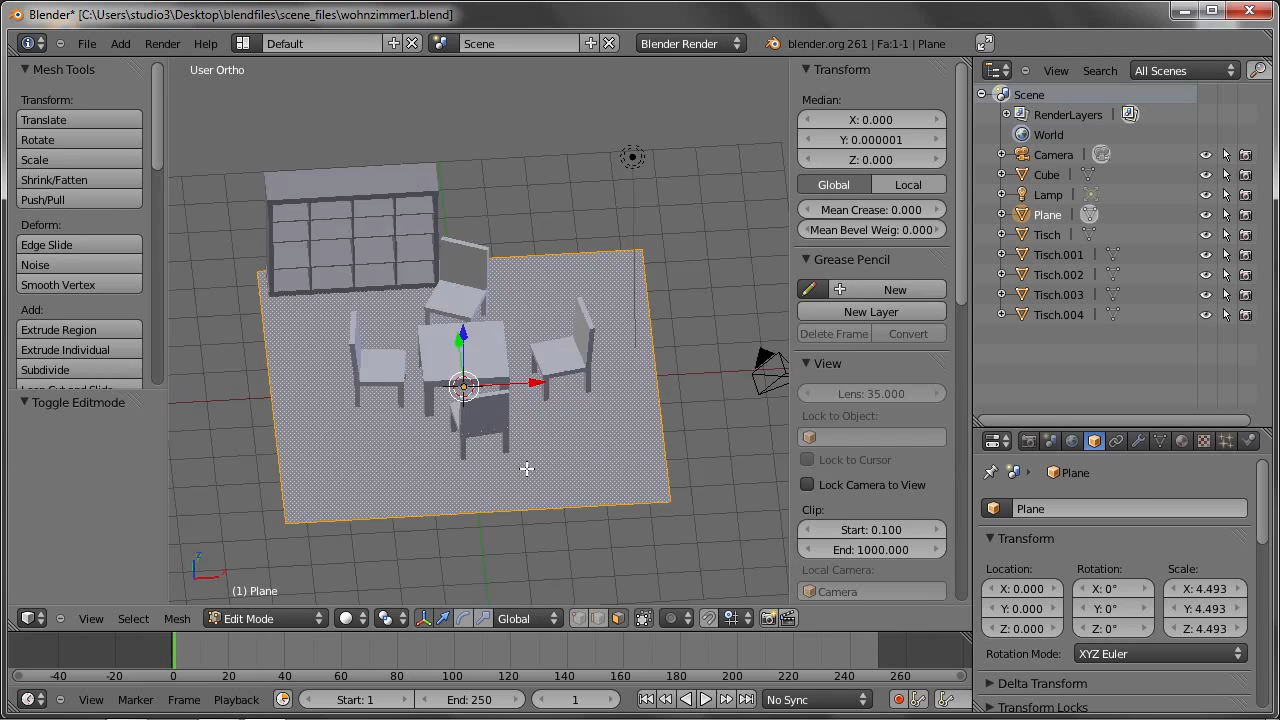 Blender* [C:\Users\studio3\Desktop\blendfiles\scene_files\wohnzimmer1.blend]
File Add Render Help Default Scene Blender Render blender.org 261 | Fa:1-1 | Plane
Mesh Tools
Transform:
Translate
Rotate
Scale
Shrink/Fatten
Push/Pull
Deform:
Edge Slide
Noise
Smooth Vertex
Add:
Extrude Region
Extrude Individual
Subdivide
Toggle Editmode
User Ortho
z
x
(1) Plane
Transform
Median:
X: 0.000
Y: 0.000001
Z: 0.000
Global Local
Mean Crease: 0.000
Mean Bevel Weig: 0.000
Grease Pencil
New
New Layer
Delete Frame Convert
View
Lens: 35.000
Lock to Object:
Lock to Cursor
Lock Camera to View
Clip:
Start: 0.100
End: 1000.000
Local Camera:
Camera
View Search All Scenes
Scene
RenderLayers
World
Camera
Cube
Lamp
Plane
Tisch
Tisch.001
Tisch.002
Tisch.003
Tisch.004
Plane
Plane
Transform
Location: Rotation: Scale:
X: 0.000 X: 0° X: 4.493
Y: 0.000 Y: 0° Y: 4.493
Z: 0.000 Z: 0° Z: 4.493
Rotation Mode: XYZ Euler
Delta Transform
Transform Locks
View Select Mesh Edit Mode Global
-40 -20 0 20 40 60 80 100 120 140 160 180 200 220 240 260
View Marker Frame Playback Start: 1 End: 250 1 No Sync